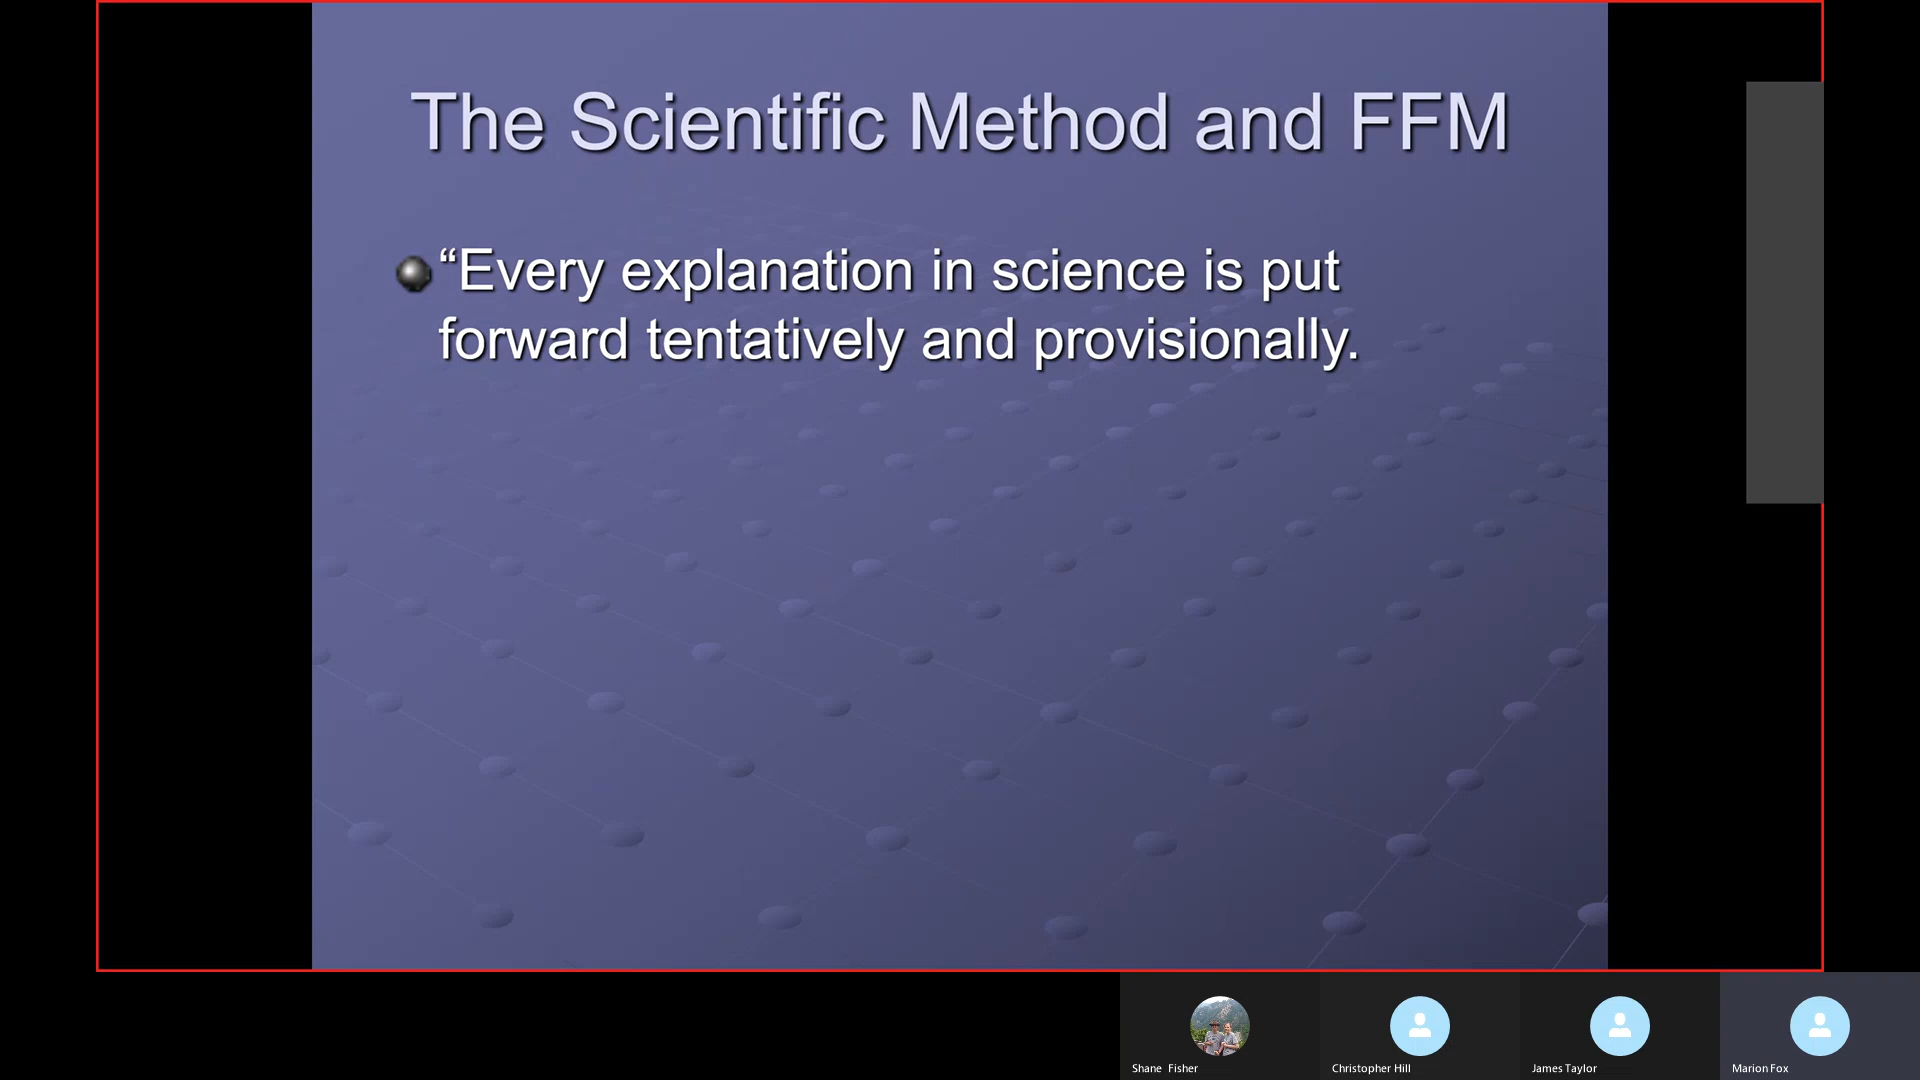 The Scientific Method and FFM
“Every explanation in science is put
forward tentatively and provisionally.
Shane Fisher
Christopher Hill
James Taylor
Marion Fox